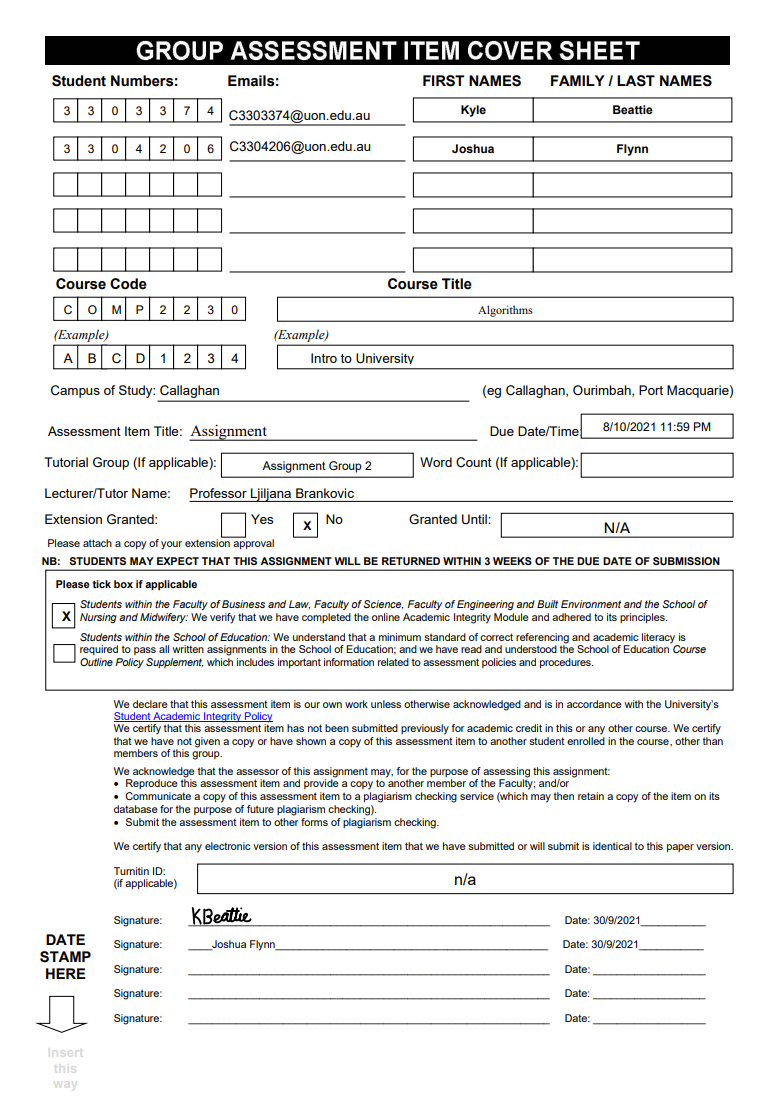 GROUP ASSESSMENT ITEM COVER SHEET
Student Numbers: Emails: FIRST NAMES FAMILY / LAST NAMES
3 3 0 3 3 7 4 C3303374@uon.edu.au Kyle Beattie
3 3 0 4 2 0 6 C3304206@uon.edu.au Joshua Flynn
Course Code Course Title
C O M P 2 2 3 0 Algorithms
(Example) (Example)
A B C D 1 2 3 4 Intro to University
Campus of Study: Callaghan (eg Callaghan, Ourimbah, Port Macquarie)
Assessment Item Title: Assignment Due Date/Time: 8/10/2021 11:59 PM
Tutorial Group (If applicable): Assignment Group 2 Word Count (If applicable):
Lecturer/Tutor Name: Professor Ljiljana Brankovic
Extension Granted: Yes X No Granted Until: N/A
Please attach a copy of your extension approval
NB: STUDENTS MAY EXPECT THAT THIS ASSIGNMENT WILL BE RETURNED WITHIN 3 WEEKS OF THE DUE DATE OF SUBMISSION
Please tick box if applicable
Students within the Faculty of Business and Law, Faculty of Science, Faculty of Engineering and Built Environment and the School of
X Nursing and Midwifery: We verify that we have completed the online Academic Integrity Module and adhered to its principles.
Students within the School of Education: We understand that a minimum standard of correct referencing and academic literacy is
required to pass all written assignments in the School of Education; and we have read and understood the School of Education Course
Outline Policy Supplement, which includes important information related to assessment policies and procedures.
We declare that this assessment item is our own work unless otherwise acknowledged and is in accordance with the University's
Student Academic Integrity Policy
We certify that this assessment item has not been submitted previously for academic credit in this or any other course. We certify
that we have not given a copy or have shown a copy of this assessment item to another student enrolled in the course, other than
members of this group.
We acknowledge that the assessor of this assignment may, for the purpose of assessing this assignment:
• Reproduce this assessment item and provide a copy to another member of the Faculty; and/or
• Communicate a copy of this assessment item to a plagiarism checking service (which may then retain a copy of the item on its
database for the purpose of future plagiarism checking).
• Submit the assessment item to other forms of plagiarism checking.
We certify that any electronic version of this assessment item that we have submitted or will submit is identical to this paper version.
Turnitin ID:
(if applicable) n/a
Signature: KBeattie Date: 30/9/2021
Signature: Joshua Flynn Date: 30/9/2021
Signature: Date:
Signature: Date:
Signature: Date:
DATE
STAMP
HERE
Insert
this
way